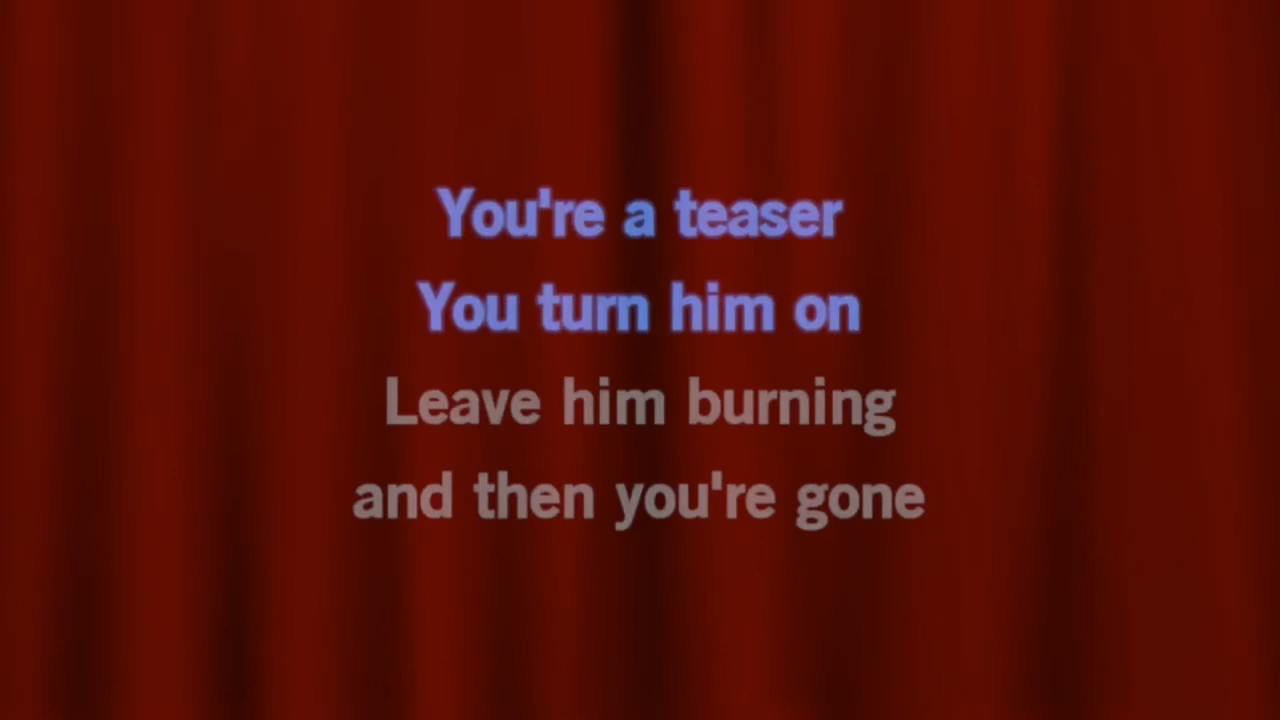 You're a teaser
You turn him on
Leave him burning
and then you're gone